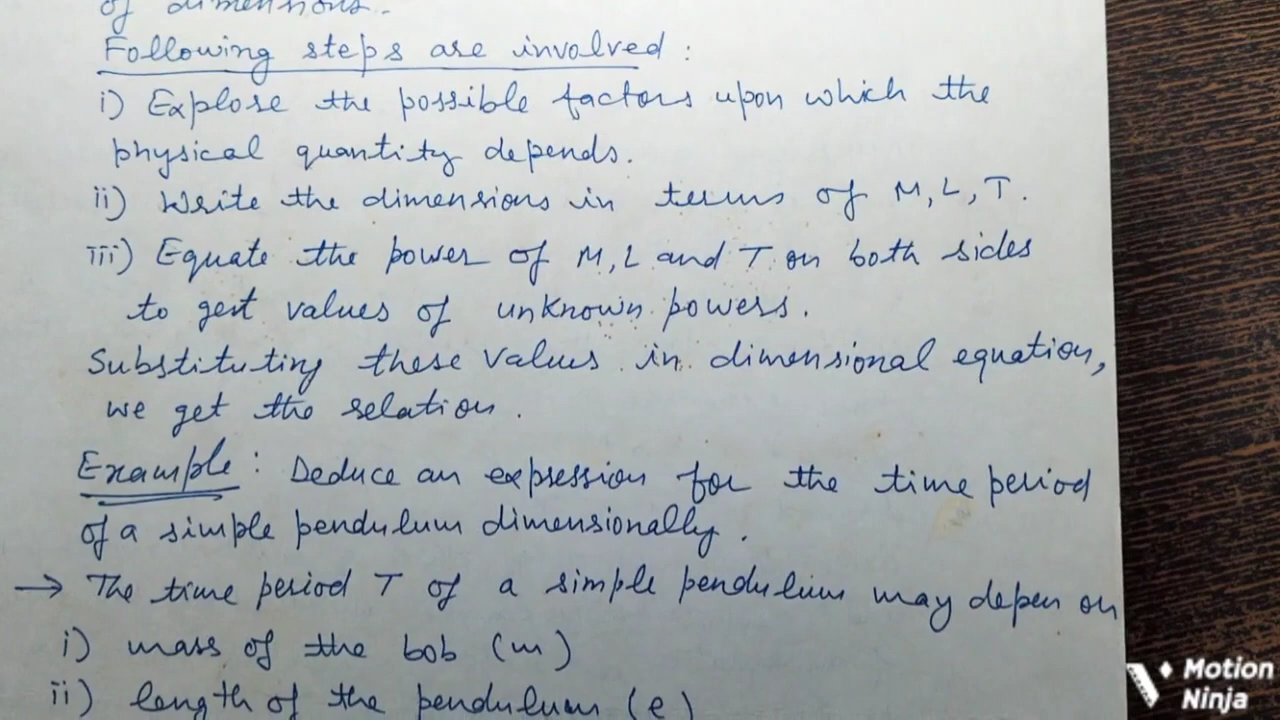 of dimensions.
Following steps are involved :
i) Explore the possible factors upon which the
physical quantity depends.
ii) Write the dimensions in terms of M, L, T.
iii) Equate the power of M, L and T on both sides
to get values of unknown powers.
Substituting these values in dimensional equation,
we get the relation.
Example : Deduce an expression for the time period
of a simple pendulum dimensionally.
→ The time period T of a simple pendulum may depen on
i) mass of the bob (m)
ii) length of the pendulum (l)
Motion
Ninja